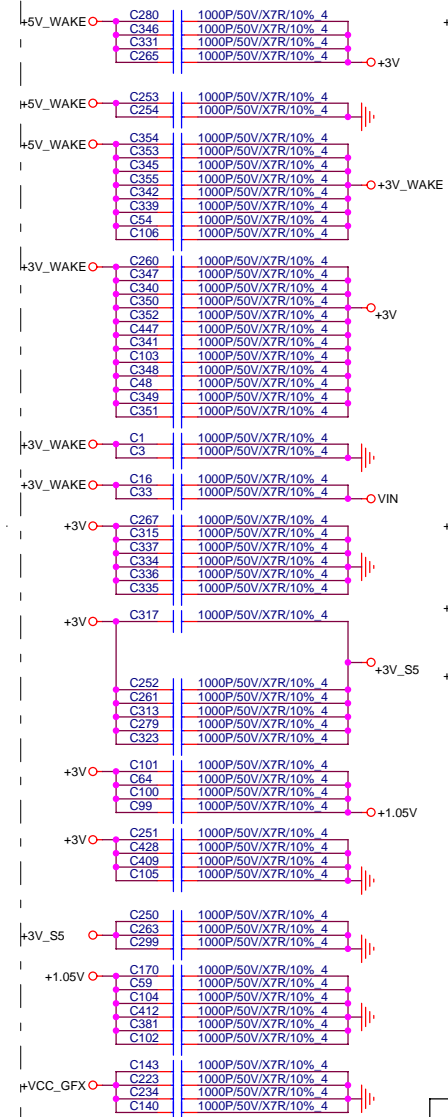 C280 1000P/50V/X7R/10%_4
+5V_WAKE
C346 1000P/50V/X7R/10%_4
C331 1000P/50V/X7R/10%_4
C265 1000P/50V/X7R/10%_4
+3V
C253 1000P/50V/X7R/10%_4
+5V_WAKE
C254 1000P/50V/X7R/10%_4
C354 1000P/50V/X7R/10%_4
+5V_WAKE
C353 1000P/50V/X7R/10%_4
C345 1000P/50V/X7R/10%_4
C355 1000P/50V/X7R/10%_4
+3V_WAKE
C342 1000P/50V/X7R/10%_4
C339 1000P/50V/X7R/10%_4
C54 1000P/50V/X7R/10%_4
C106 1000P/50V/X7R/10%_4
C260 1000P/50V/X7R/10%_4
+3V_WAKE
C347 1000P/50V/X7R/10%_4
C340 1000P/50V/X7R/10%_4
C350 1000P/50V/X7R/10%_4
+3V
C352 1000P/50V/X7R/10%_4
C447 1000P/50V/X7R/10%_4
C341 1000P/50V/X7R/10%_4
C103 1000P/50V/X7R/10%_4
C348 1000P/50V/X7R/10%_4
C48 1000P/50V/X7R/10%_4
C349 1000P/50V/X7R/10%_4
C351 1000P/50V/X7R/10%_4
C1 1000P/50V/X7R/10%_4
+3V_WAKE
C3 1000P/50V/X7R/10%_4
C16 1000P/50V/X7R/10%_4
+3V_WAKE
C33 1000P/50V/X7R/10%_4
VIN
C267 1000P/50V/X7R/10%_4
+3V
C315 1000P/50V/X7R/10%_4
C337 1000P/50V/X7R/10%_4
C334 1000P/50V/X7R/10%_4
C336 1000P/50V/X7R/10%_4
C335 1000P/50V/X7R/10%_4
C317 1000P/50V/X7R/10%_4
+3V
+3V_S5
C252 1000P/50V/X7R/10%_4
C261 1000P/50V/X7R/10%_4
C313 1000P/50V/X7R/10%_4
C279 1000P/50V/X7R/10%_4
C323 1000P/50V/X7R/10%_4
C101 1000P/50V/X7R/10%_4
+3V
C64 1000P/50V/X7R/10%_4
C100 1000P/50V/X7R/10%_4
C99 1000P/50V/X7R/10%_4
+1.05V
C251 1000P/50V/X7R/10%_4
+3V
C428 1000P/50V/X7R/10%_4
C409 1000P/50V/X7R/10%_4
C105 1000P/50V/X7R/10%_4
C250 1000P/50V/X7R/10%_4
C263 1000P/50V/X7R/10%_4
+3V_S5
C299 1000P/50V/X7R/10%_4
C170 1000P/50V/X7R/10%_4
+1.05V
C59 1000P/50V/X7R/10%_4
C104 1000P/50V/X7R/10%_4
C412 1000P/50V/X7R/10%_4
C381 1000P/50V/X7R/10%_4
C102 1000P/50V/X7R/10%_4
C143 1000P/50V/X7R/10%_4
C223 1000P/50V/X7R/10%_4
+VCC_GFX
C234 1000P/50V/X7R/10%_4
C140 1000P/50V/X7R/10%_4